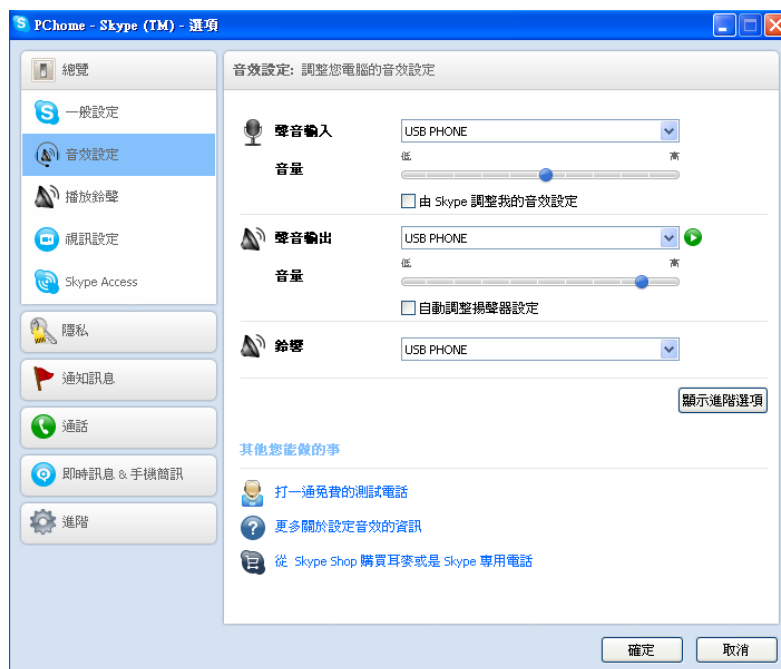 PChome - Skype (TM) - 選項
總覽
一般設定
音效設定
播放鈴聲
視訊設定
Skype Access
隱私
通知訊息
通話
即時訊息 & 手機簡訊
進階
音效設定: 調整您電腦的音效設定
聲音輸入 USB PHONE
音量 低 高
由 Skype 調整我的音效設定
聲音輸出 USB PHONE
音量 低 高
自動調整揚聲器設定
鈴響 USB PHONE
顯示進階選項
其他您能做的事
打一通免費的測試電話
更多關於設定音效的資訊
從 Skype Shop 購買耳麥或是 Skype 專用電話
確定 取消